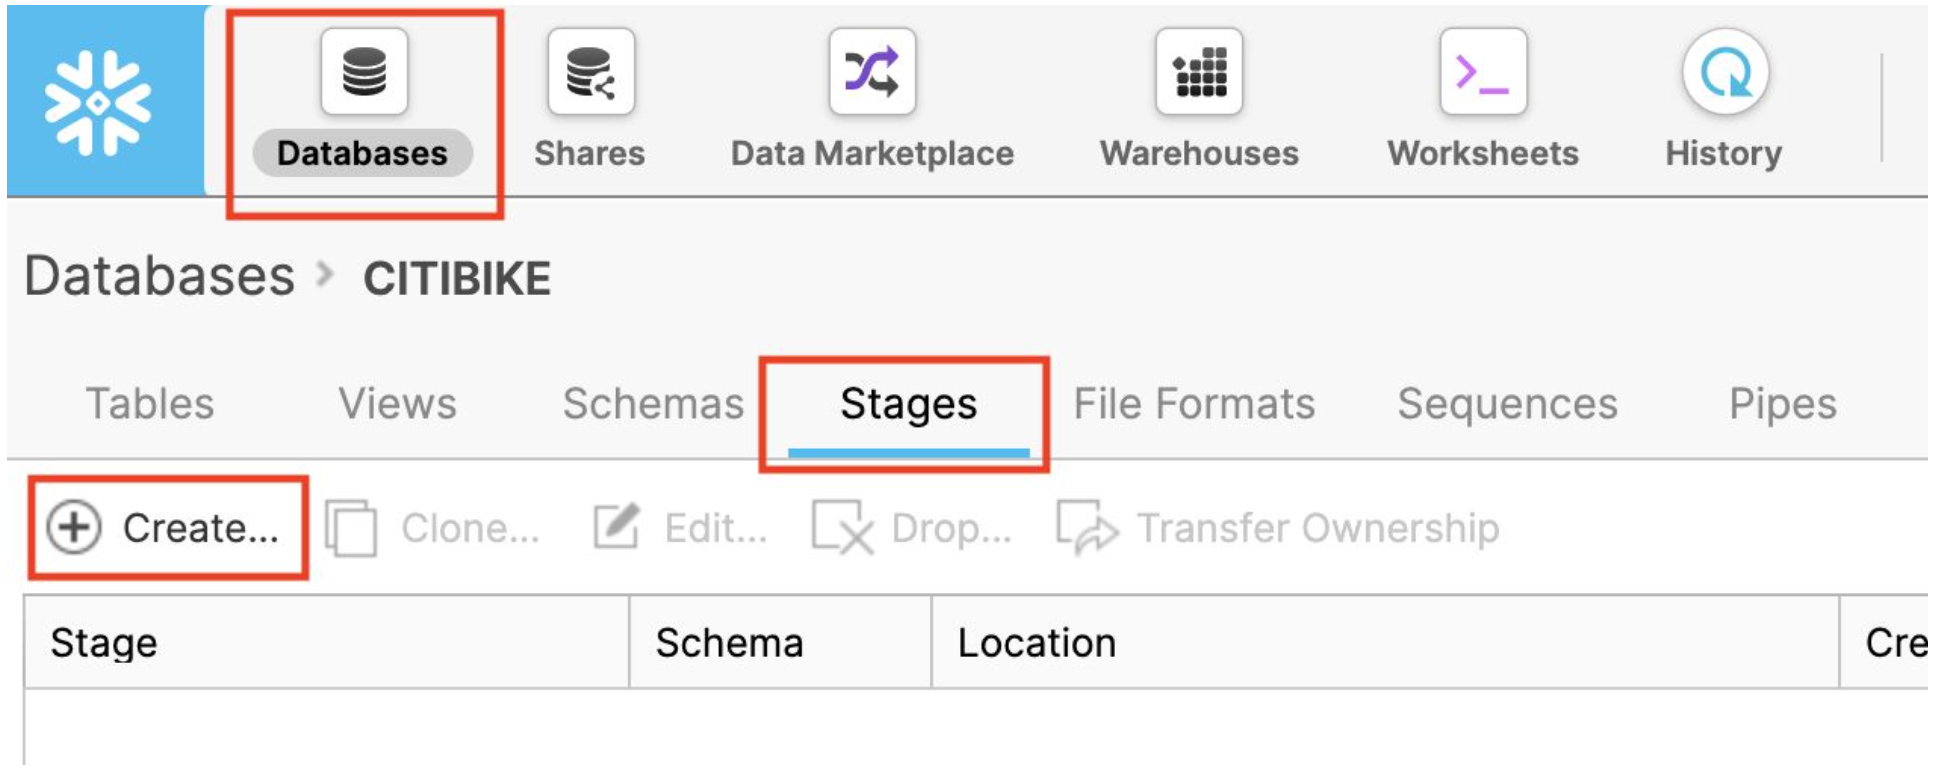 Databases Shares Data Marketplace Warehouses Worksheets History
Databases > CITIBIKE
Tables Views Schemas Stages File Formats Sequences Pipes
Create... Clone... Edit... Drop... Transfer Ownership
Stage Schema Location Cre